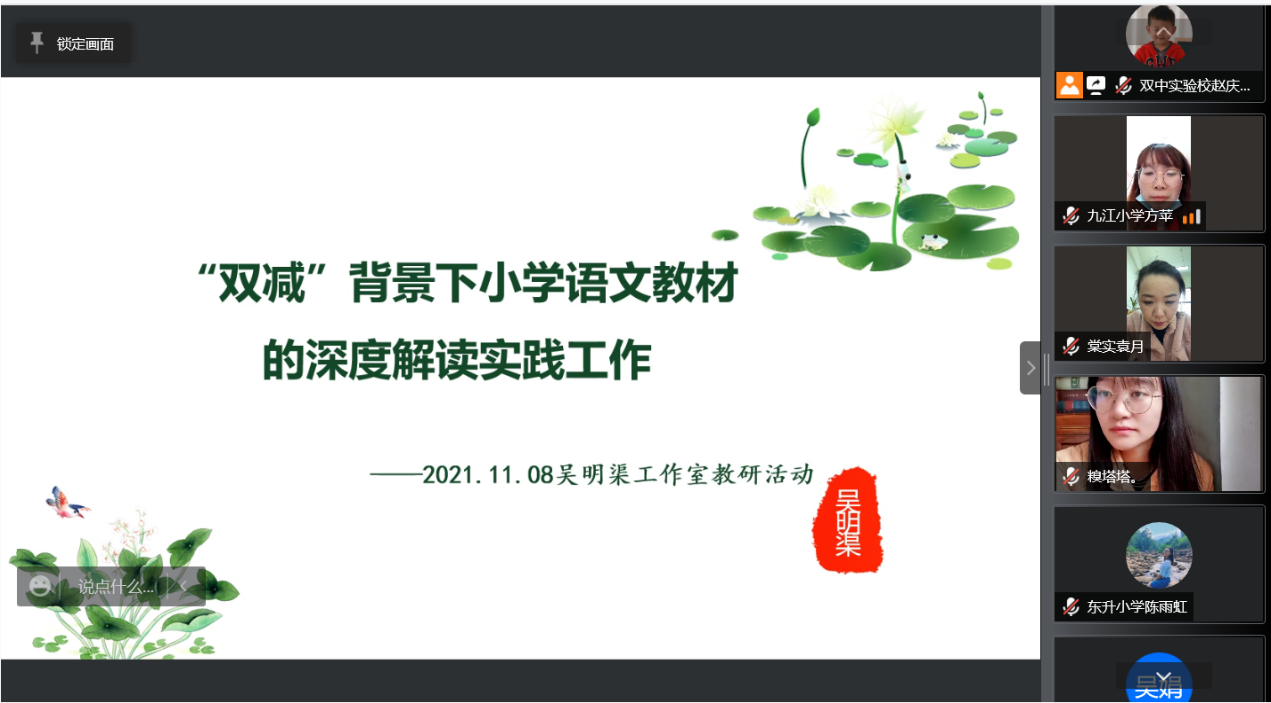 锁定画面
“双减”背景下小学语文教材
的深度解读实践工作
——2021.11.08吴明渠工作室教研活动
吴明渠
说点什么...
双中实验校赵庆...
九江小学方苹
棠实袁月
糗塔塔。
东升小学陈雨虹
吴娟